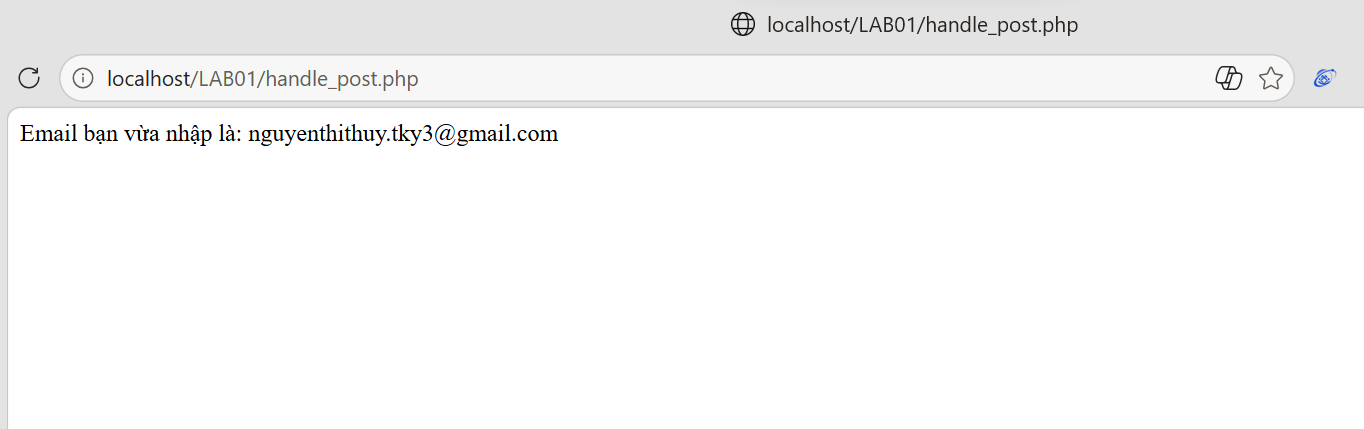 localhost/LAB01/handle_post.php
localhost/LAB01/handle_post.php
Email bạn vừa nhập là: nguyenthithuy.tky3@gmail.com